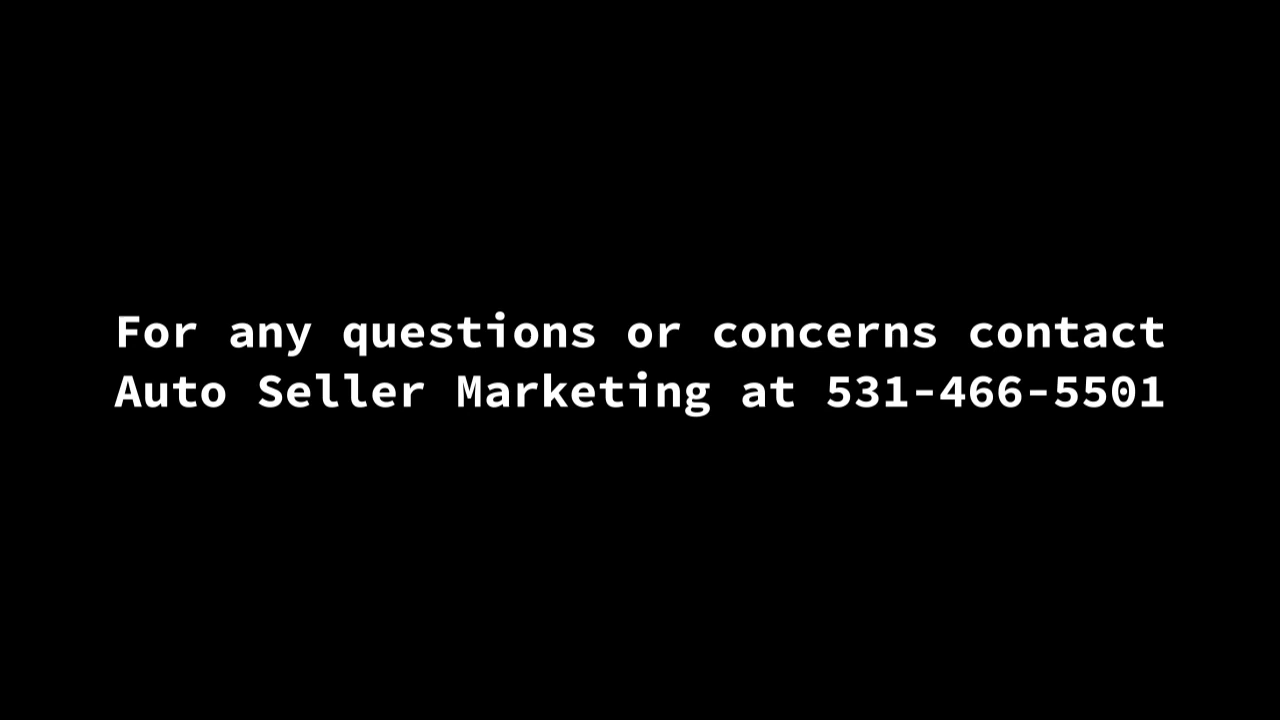 For any questions or concerns contact
Auto Seller Marketing at 531-466-5501